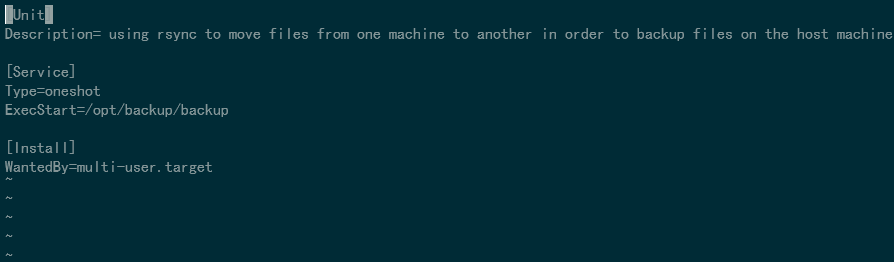 [Unit]
Description= using rsync to move files from one machine to another in order to backup files on the host machine
[Service]
Type=oneshot
ExecStart=/opt/backup/backup
[Install]
WantedBy=multi-user.target
~
~
~
~
~